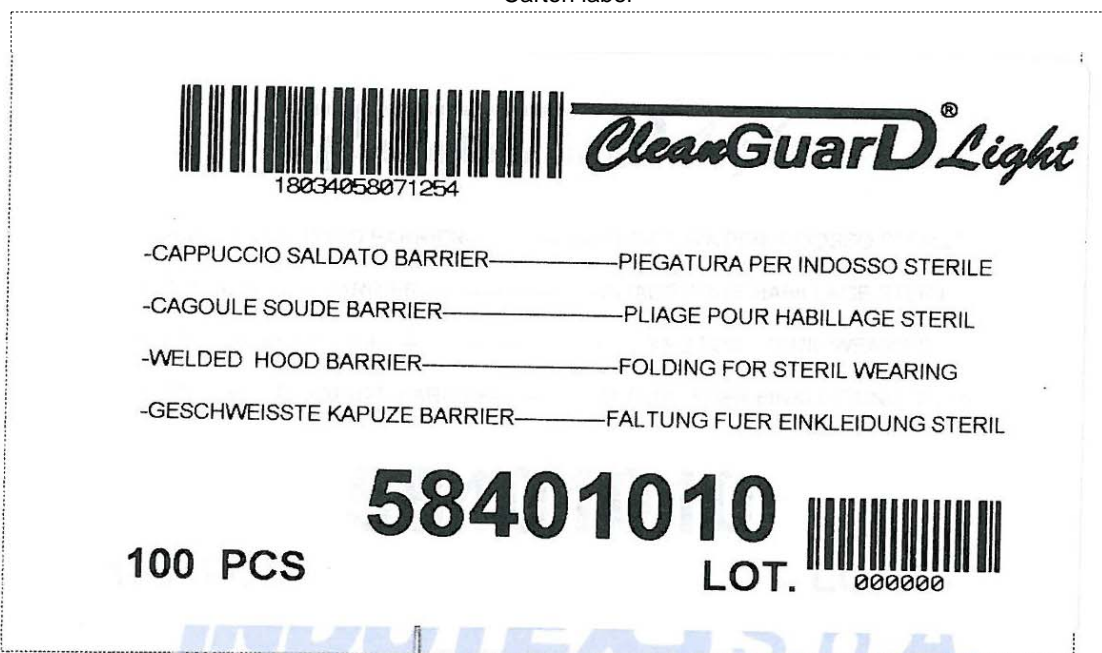 Carton label
CleanGuarD® Light
18034058071254
-CAPPUCCIO SALDATO BARRIER——————PIEGATURA PER INDOSSO STERILE
-CAGOULE SOUDE BARRIER————————PLIAGE POUR HABILLAGE STERIL
-WELDED HOOD BARRIER————————FOLDING FOR STERIL WEARING
-GESCHWEISSTE KAPUZE BARRIER————FALTUNG FUER EINKLEIDUNG STERIL
58401010
100 PCS
LOT.
000000